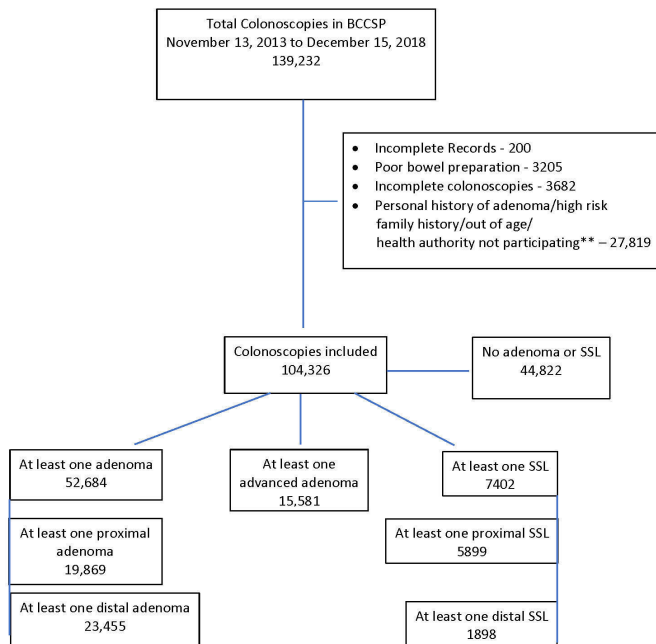 Total Colonoscopies in BCCSP
November 13, 2013 to December 15, 2018
139,232
• Incomplete Records - 200
• Poor bowel preparation - 3205
• Incomplete colonoscopies - 3682
• Personal history of adenoma/high risk
family history/out of age/
health authority not participating** – 27,819
Colonoscopies included
104,326
No adenoma or SSL
44,822
At least one adenoma
52,684
At least one
advanced adenoma
15,581
At least one SSL
7402
At least one proximal
adenoma
19,869
At least one proximal SSL
5899
At least one distal adenoma
23,455
At least one distal SSL
1898